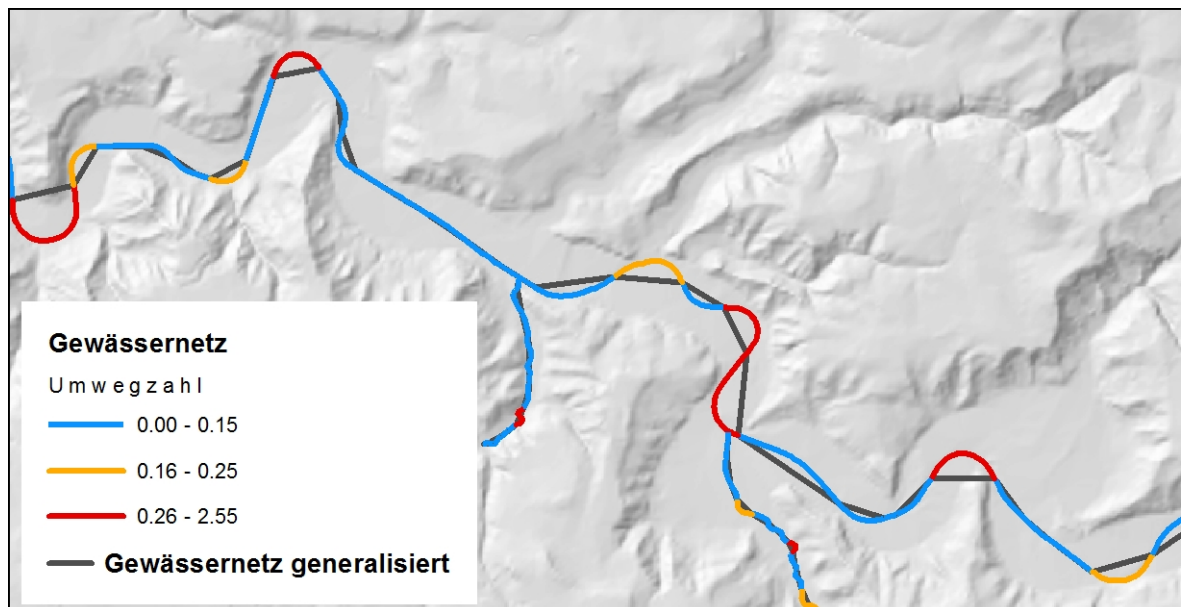 Gewässernetz
Umwegzahl
0.00 - 0.15
0.16 - 0.25
0.26 - 2.55
Gewässernetz generalisiert